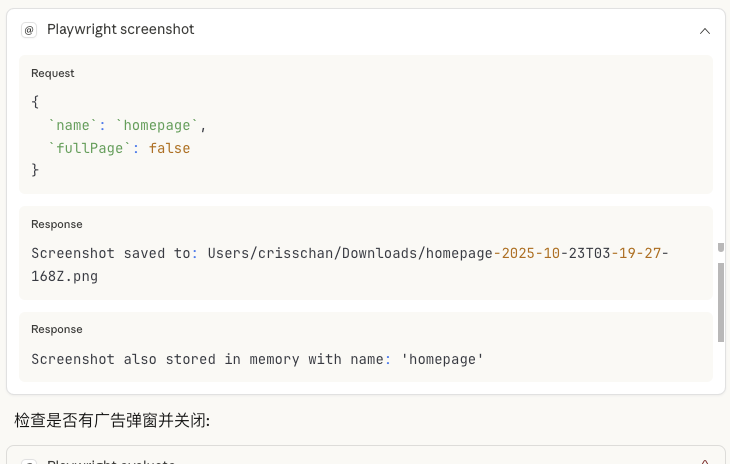 @ Playwright screenshot
Request
{
`name`: `homepage`,
`fullPage`: false
}
Response
Screenshot saved to: Users/crisschan/Downloads/homepage-2025-10-23T03-19-27-
168Z.png
Response
Screenshot also stored in memory with name: 'homepage'
检查是否有广告弹窗并关闭:
Playwright evaluate